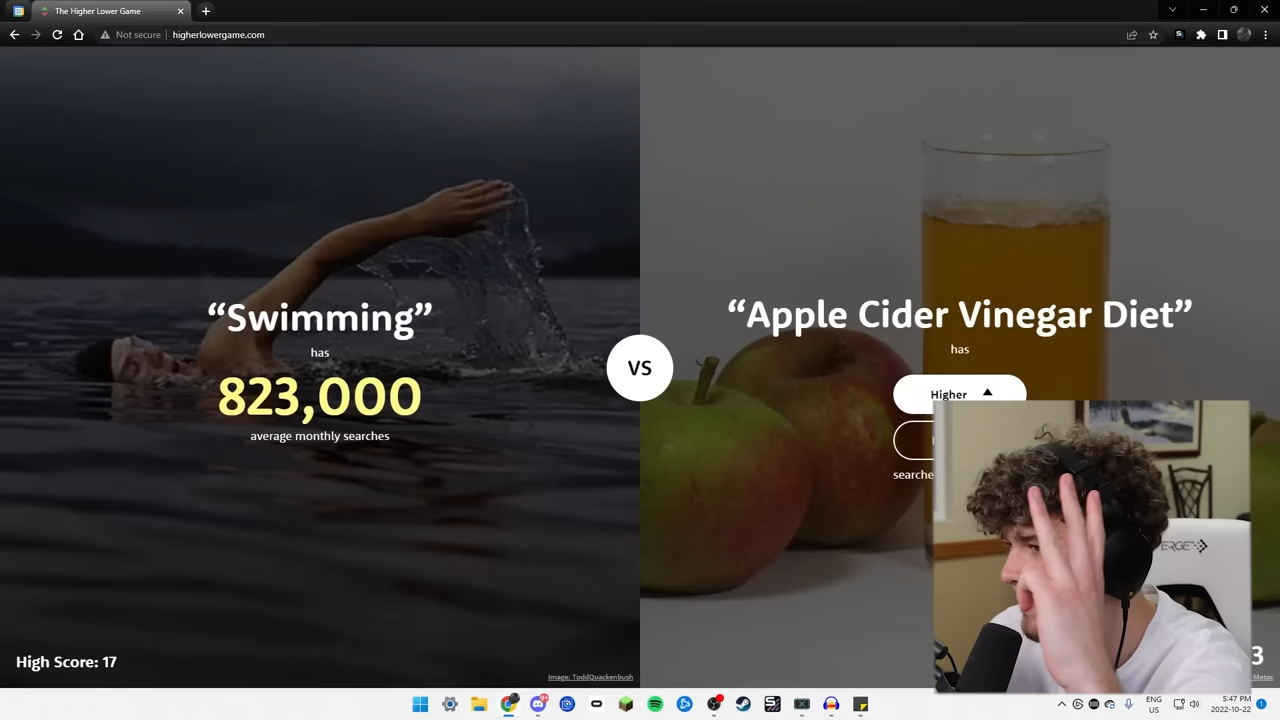 The Higher Lower Game
Not secure
higherlowergame.com
“Swimming”
has
823,000
average monthly searches
VS
“Apple Cider Vinegar Diet”
has
Higher
searche
High Score: 17
Image: ToddQuackenbush
3
ENG
US
5:47 PM
2022-10-22